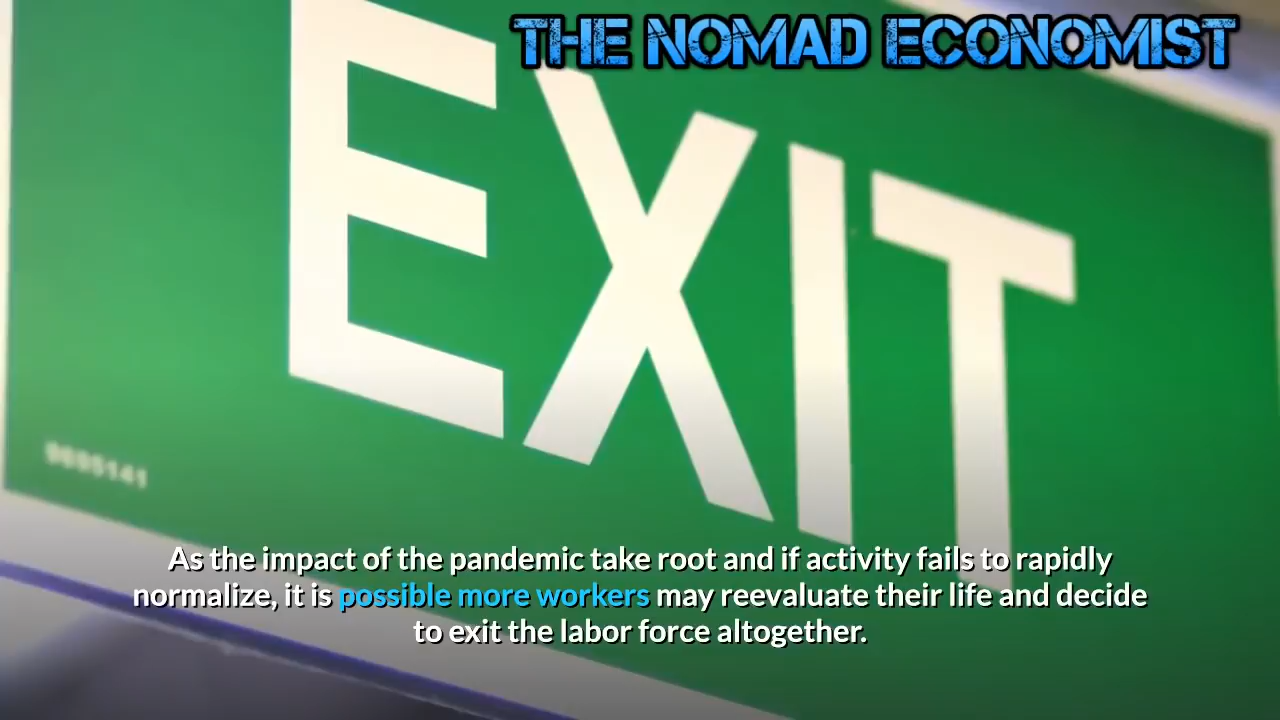 THE NOMAD ECONOMIST
EXIT
As the impact of the pandemic take root and if activity fails to rapidly
normalize, it is possible more workers may reevaluate their life and decide
to exit the labor force altogether.